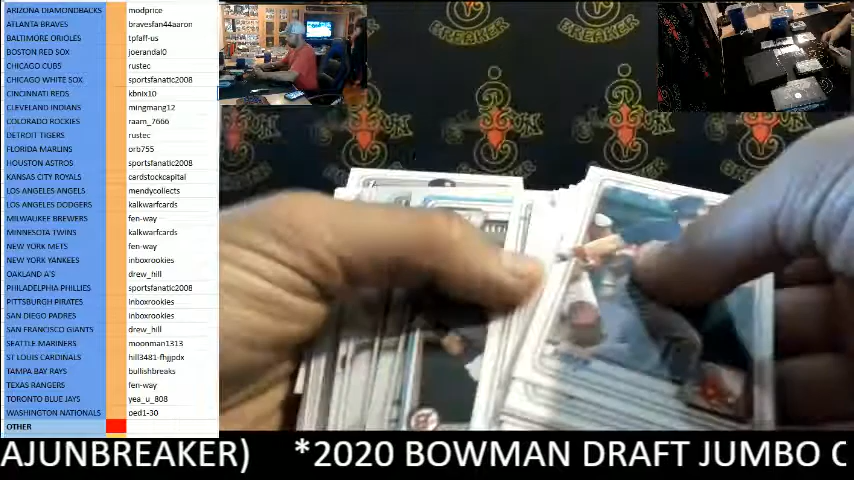 ARIZONA DIAMONDBACKS modprice
ATLANTA BRAVES bravesfan44aaron
BALTIMORE ORIOLES tpfaff-us
BOSTON RED SOX joerandal0
CHICAGO CUBS rustec
CHICAGO WHITE SOX sportsfanatic2008
CINCINNATI REDS kbnix10
CLEVELAND INDIANS mingmang12
COLORADO ROCKIES raam_7666
DETROIT TIGERS rustec
FLORIDA MARLINS orb755
HOUSTON ASTROS sportsfanatic2008
KANSAS CITY ROYALS cardstockcapital
LOS ANGELES ANGELS mendycollects
LOS ANGELES DODGERS kalkwarfcards
MILWAUKEE BREWERS fen-way
MINNESOTA TWINS kalkwarfcards
NEW YORK METS fen-way
NEW YORK YANKEES inboxrookies
OAKLAND A'S drew_hill
PHILADELPHIA PHILLIES sportsfanatic2008
PITTSBURGH PIRATES inboxrookies
SAN DIEGO PADRES inboxrookies
SAN FRANCISCO GIANTS drew_hill
SEATTLE MARINERS moonman1313
ST LOUIS CARDINALS hill3481-fhjjpdx
TAMPA BAY RAYS bullishbreaks
TEXAS RANGERS fen-way
TORONTO BLUE JAYS yea_u_808
WASHINGTON NATIONALS ped1-30
OTHER
BREAKER
BREAKER
BREAKER
AJUNBREAKER) *2020 BOWMAN DRAFT JUMBO